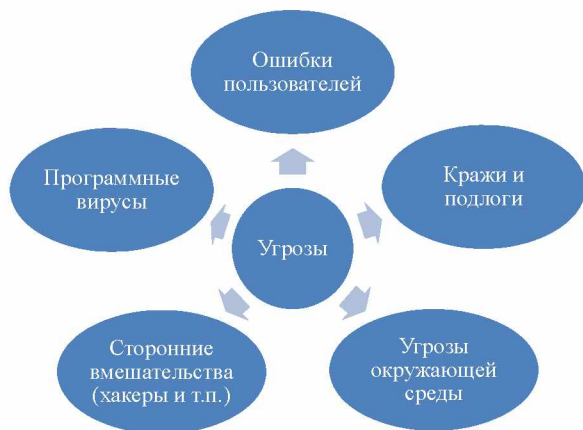 Ошибки
пользователей
Программные
вирусы
Кражи и
подлоги
Угрозы
Сторонние
вмешательства
(хакеры и т.п.)
Угрозы
окружающей
среды